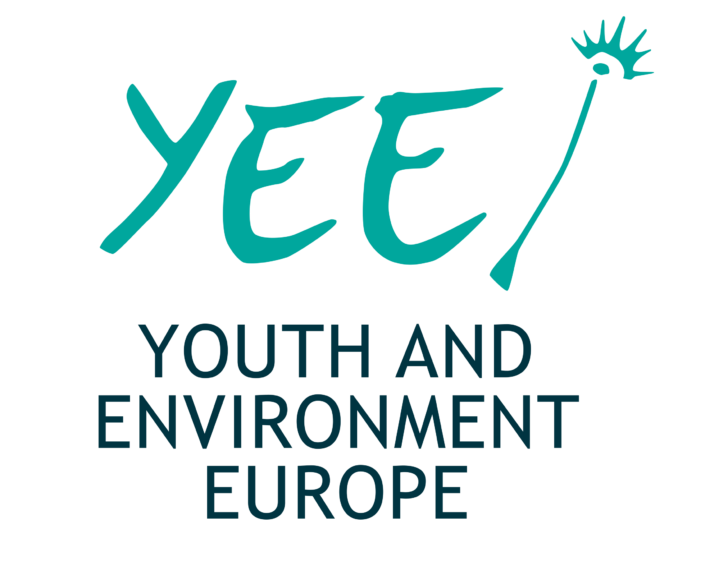 YEE
YOUTH AND
ENVIRONMENT
EUROPE